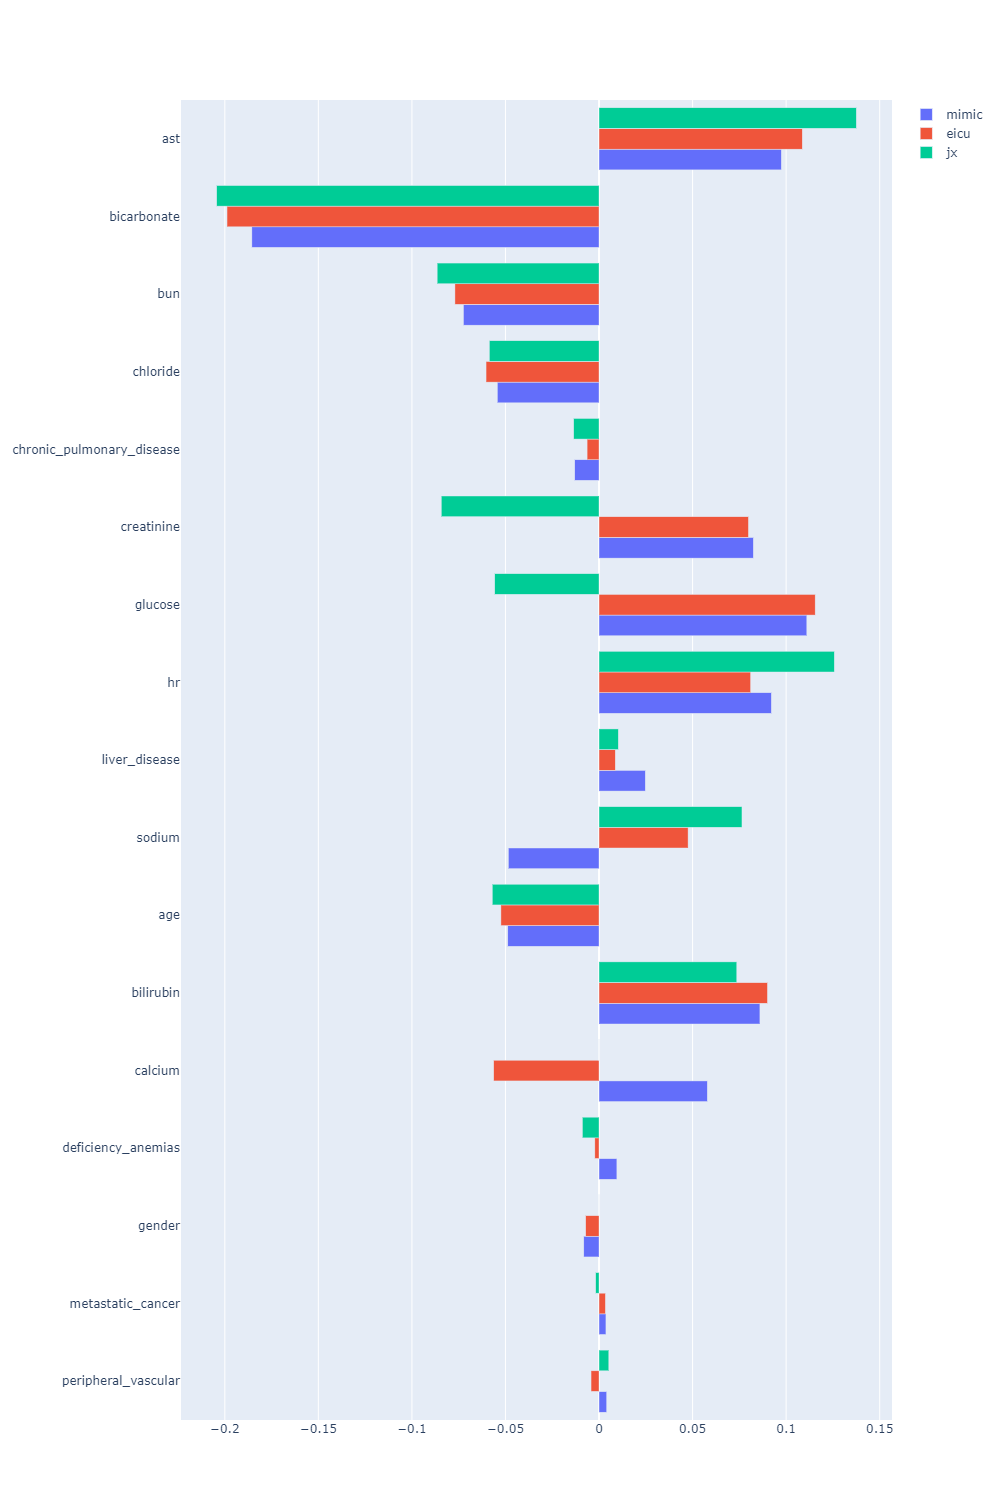 mimic
eicu
jx
ast
bicarbonate
bun
chloride
chronic_pulmonary_disease
creatinine
glucose
hr
liver_disease
sodium
age
bilirubin
calcium
deficiency_anemias
gender
metastatic_cancer
peripheral_vascular
−0.2 −0.15 −0.1 −0.05 0 0.05 0.1 0.15